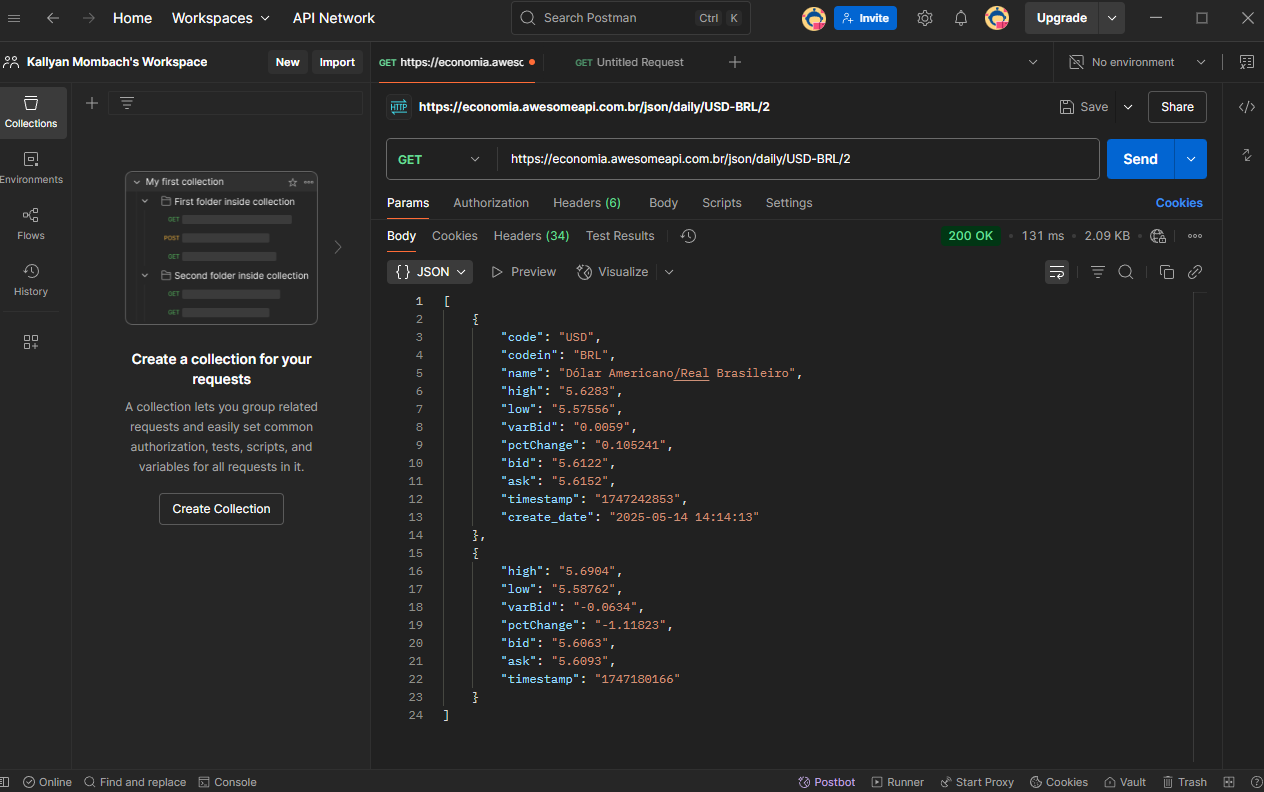 Home Workspaces API Network Search Postman Ctrl K Invite Upgrade
Kallyan Mombach's Workspace New Import GET https://economia.awesc GET Untitled Request No environment
Collections
Environments
Flows
History
My first collection
First folder inside collection
GET
POST
GET
Second folder inside collection
GET
GET
Create a collection for your
requests
A collection lets you group related
requests and easily set common
authorization, tests, scripts, and
variables for all requests in it.
Create Collection
HTTP https://economia.awesomeapi.com.br/json/daily/USD-BRL/2 Save Share
GET https://economia.awesomeapi.com.br/json/daily/USD-BRL/2 Send
Params Authorization Headers (6) Body Scripts Settings Cookies
Body Cookies Headers (34) Test Results 200 OK • 131 ms • 2.09 KB •
{} JSON Preview Visualize
1 [
2 {
3 "code": "USD",
4 "codein": "BRL",
5 "name": "Dólar Americano/Real Brasileiro",
6 "high": "5.6283",
7 "low": "5.57556",
8 "varBid": "0.0059",
9 "pctChange": "0.105241",
10 "bid": "5.6122",
11 "ask": "5.6152",
12 "timestamp": "1747242853",
13 "create_date": "2025-05-14 14:14:13"
14 },
15 {
16 "high": "5.6904",
17 "low": "5.58762",
18 "varBid": "-0.0634",
19 "pctChange": "-1.11823",
20 "bid": "5.6063",
21 "ask": "5.6093",
22 "timestamp": "1747180166"
23 }
24 ]
Online Find and replace Console Postbot Runner Start Proxy Cookies Vault Trash